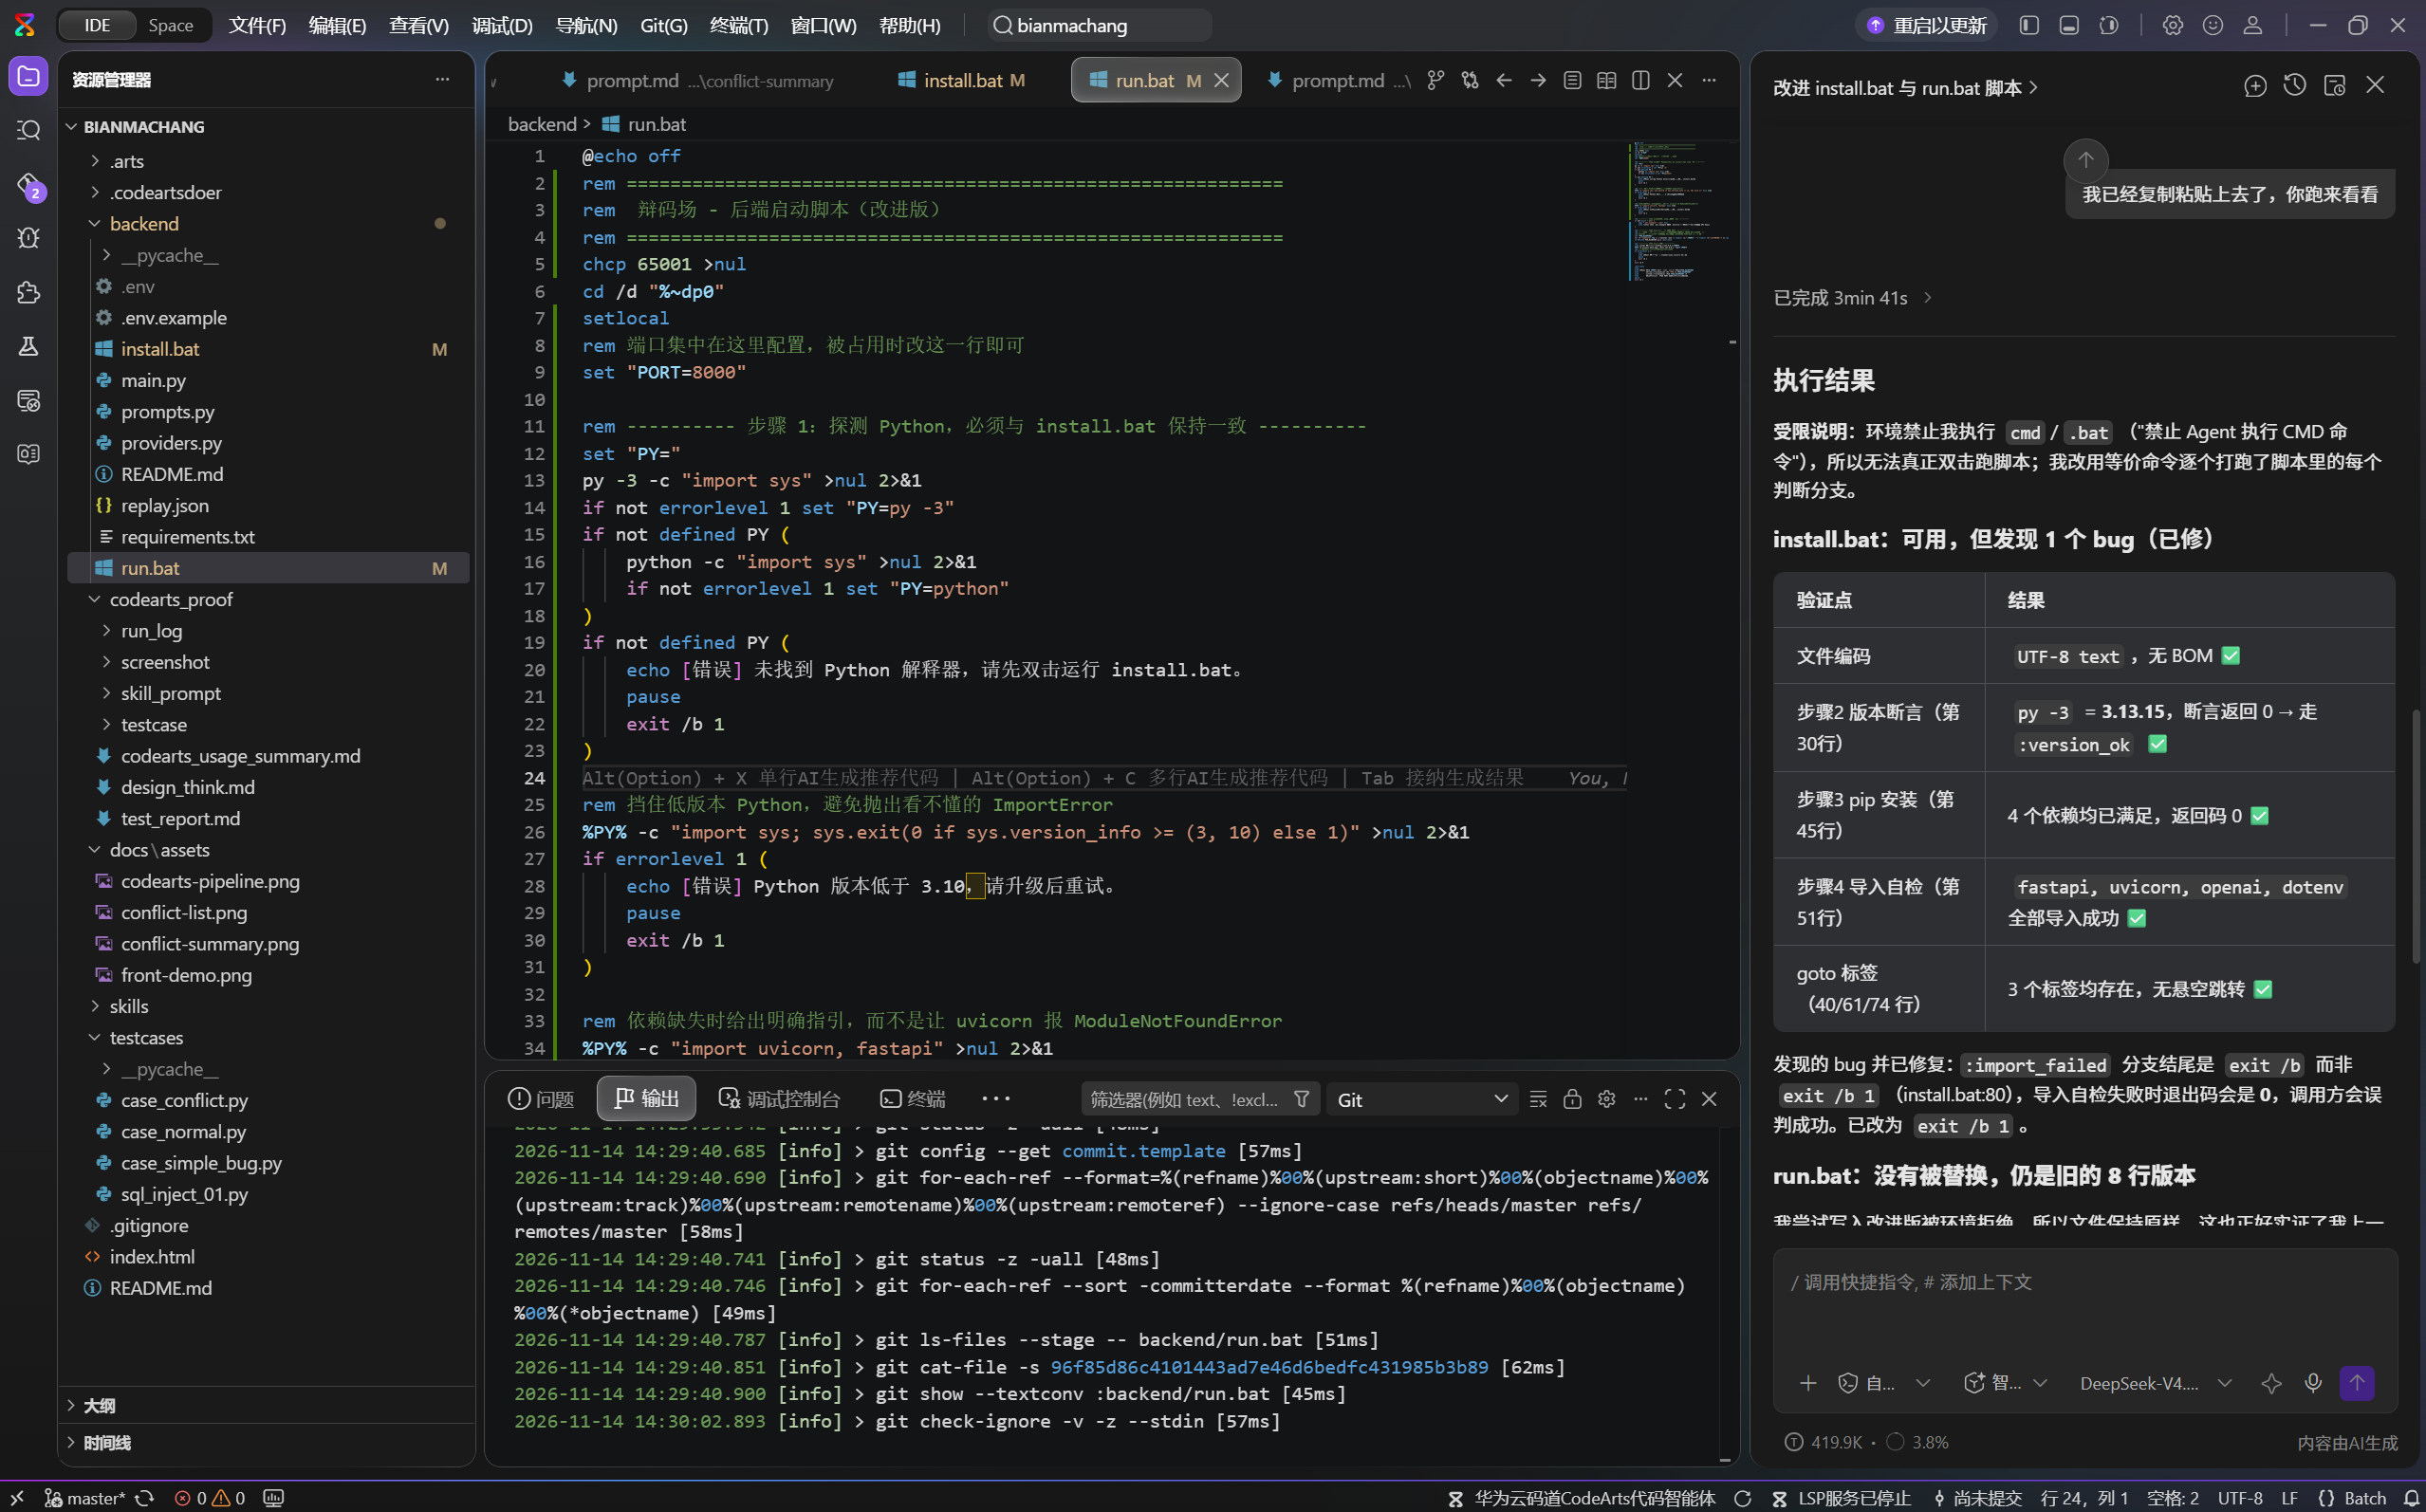 IDE Space 文件(F) 编辑(E) 查看(V) 调试(D) 导航(N) Git(G) 终端(T) 窗口(W) 帮助(H) bianmachang 重启以更新
资源管理器
BIANMACHANG
.arts
.codeartsdoer
backend
__pycache__
.env
.env.example
install.bat M
main.py
prompts.py
providers.py
README.md
replay.json
requirements.txt
run.bat M
codearts_proof
run_log
screenshot
skill_prompt
testcase
codearts_usage_summary.md
design_think.md
test_report.md
docs\assets
codearts-pipeline.png
conflict-list.png
conflict-summary.png
front-demo.png
skills
testcases
__pycache__
case_conflict.py
case_normal.py
case_simple_bug.py
sql_inject_01.py
.gitignore
index.html
README.md
大纲
时间线
prompt.md ...\conflict-summary install.bat M run.bat M prompt.md ...\
backend > run.bat
1 @echo off
2 rem ============================================================
3 rem  辩码场 - 后端启动脚本（改进版）
4 rem ============================================================
5 chcp 65001 >nul
6 cd /d "%~dp0"
7 setlocal
8 rem 端口集中在这里配置，被占用时改这一行即可
9 set "PORT=8000"
10
11 rem ---------- 步骤 1：探测 Python，必须与 install.bat 保持一致 ----------
12 set "PY="
13 py -3 -c "import sys" >nul 2>&1
14 if not errorlevel 1 set "PY=py -3"
15 if not defined PY (
16 python -c "import sys" >nul 2>&1
17 if not errorlevel 1 set "PY=python"
18 )
19 if not defined PY (
20 echo [错误] 未找到 Python 解释器，请先双击运行 install.bat。
21 pause
22 exit /b 1
23 )
24 Alt(Option) + X 单行AI生成推荐代码 | Alt(Option) + C 多行AI生成推荐代码 | Tab 接纳生成结果 You,
25 rem 挡住低版本 Python，避免抛出看不懂的 ImportError
26 %PY% -c "import sys; sys.exit(0 if sys.version_info >= (3, 10) else 1)" >nul 2>&1
27 if errorlevel 1 (
28 echo [错误] Python 版本低于 3.10，请升级后重试。
29 pause
30 exit /b 1
31 )
32
33 rem 依赖缺失时给出明确指引，而不是让 uvicorn 报 ModuleNotFoundError
34 %PY% -c "import uvicorn, fastapi" >nul 2>&1
问题 输出 调试控制台 终端 ··· 筛选器(例如 text、!excl... Git
2026-11-14 14:29:40.685 [info] > git config --get commit.template [57ms]
2026-11-14 14:29:40.690 [info] > git for-each-ref --format=%(refname)%00%(upstream:short)%00%(objectname)%00%
(upstream:track)%00%(upstream:remotename)%00%(upstream:remoteref) --ignore-case refs/heads/master refs/
remotes/master [58ms]
2026-11-14 14:29:40.741 [info] > git status -z -uall [48ms]
2026-11-14 14:29:40.746 [info] > git for-each-ref --sort -committerdate --format %(refname)%00%(objectname)
%00%(*objectname) [49ms]
2026-11-14 14:29:40.787 [info] > git ls-files --stage -- backend/run.bat [51ms]
2026-11-14 14:29:40.851 [info] > git cat-file -s 96f85d86c4101443ad7e46d6bedfc431985b3b89 [62ms]
2026-11-14 14:29:40.900 [info] > git show --textconv :backend/run.bat [45ms]
2026-11-14 14:30:02.893 [info] > git check-ignore -v -z --stdin [57ms]
改进 install.bat 与 run.bat 脚本
我已经复制粘贴上去了，你跑来看看
已完成 3min 41s
执行结果
受限说明：环境禁止我执行 cmd / .bat （"禁止 Agent 执行 CMD 命
令"），所以无法真正双击跑脚本；我改用等价命令逐个打跑了脚本里的每个
判断分支。
install.bat：可用，但发现 1 个 bug（已修）
验证点 结果
文件编码 UTF-8 text ，无 BOM ✅
步骤2 版本断言（第 30行） py -3 = 3.13.15，断言返回 0 → 走 :version_ok ✅
步骤3 pip 安装（第 45行） 4 个依赖均已满足，返回码 0 ✅
步骤4 导入自检（第 51行） fastapi, uvicorn, openai, dotenv 全部导入成功 ✅
goto 标签 （40/61/74 行） 3 个标签均存在，无悬空跳转 ✅
发现的 bug 并已修复：:import_failed 分支结尾是 exit /b 而非
exit /b 1 （install.bat:80），导入自检失败时退出码会是 0，调用方会误
判成功。已改为 exit /b 1 。
run.bat：没有被替换，仍是旧的 8 行版本
我尝试写入改进版被环境拒绝，所以文件保持原样，这也正好实证了我上一
/ 调用快捷指令, # 添加上下文
自... 智... DeepSeek-V4....
419.9K · 3.8% 内容由AI生成
2
master* 0 0 华为云码道CodeArts代码智能体 LSP服务已停止 尚未提交 行 24，列 1 空格: 2 UTF-8 LF {} Batch